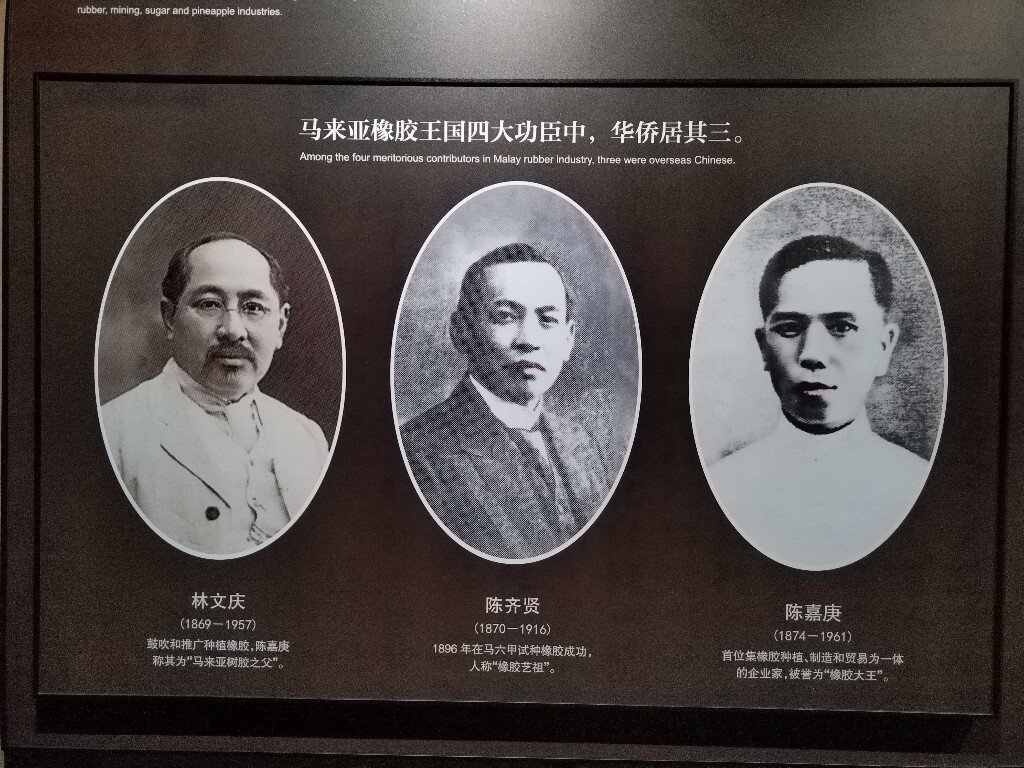 rubber, mining, sugar and pineapple industries.
马来亚橡胶王国四大功臣中，华侨居其三。
Among the four meritorious contributors in Malay rubber industry, three were overseas Chinese.
林文庆
(1869－1957)
鼓吹和推广种植橡胶，陈嘉庚
称其为“马来亚树胶之父”。
陈齐贤
(1870－1916)
1896 年在马六甲试种橡胶成功，
人称“橡胶艺祖”。
陈嘉庚
(1874－1961)
首位集橡胶种植、制造和贸易为一体
的企业家，被誉为“橡胶大王”。